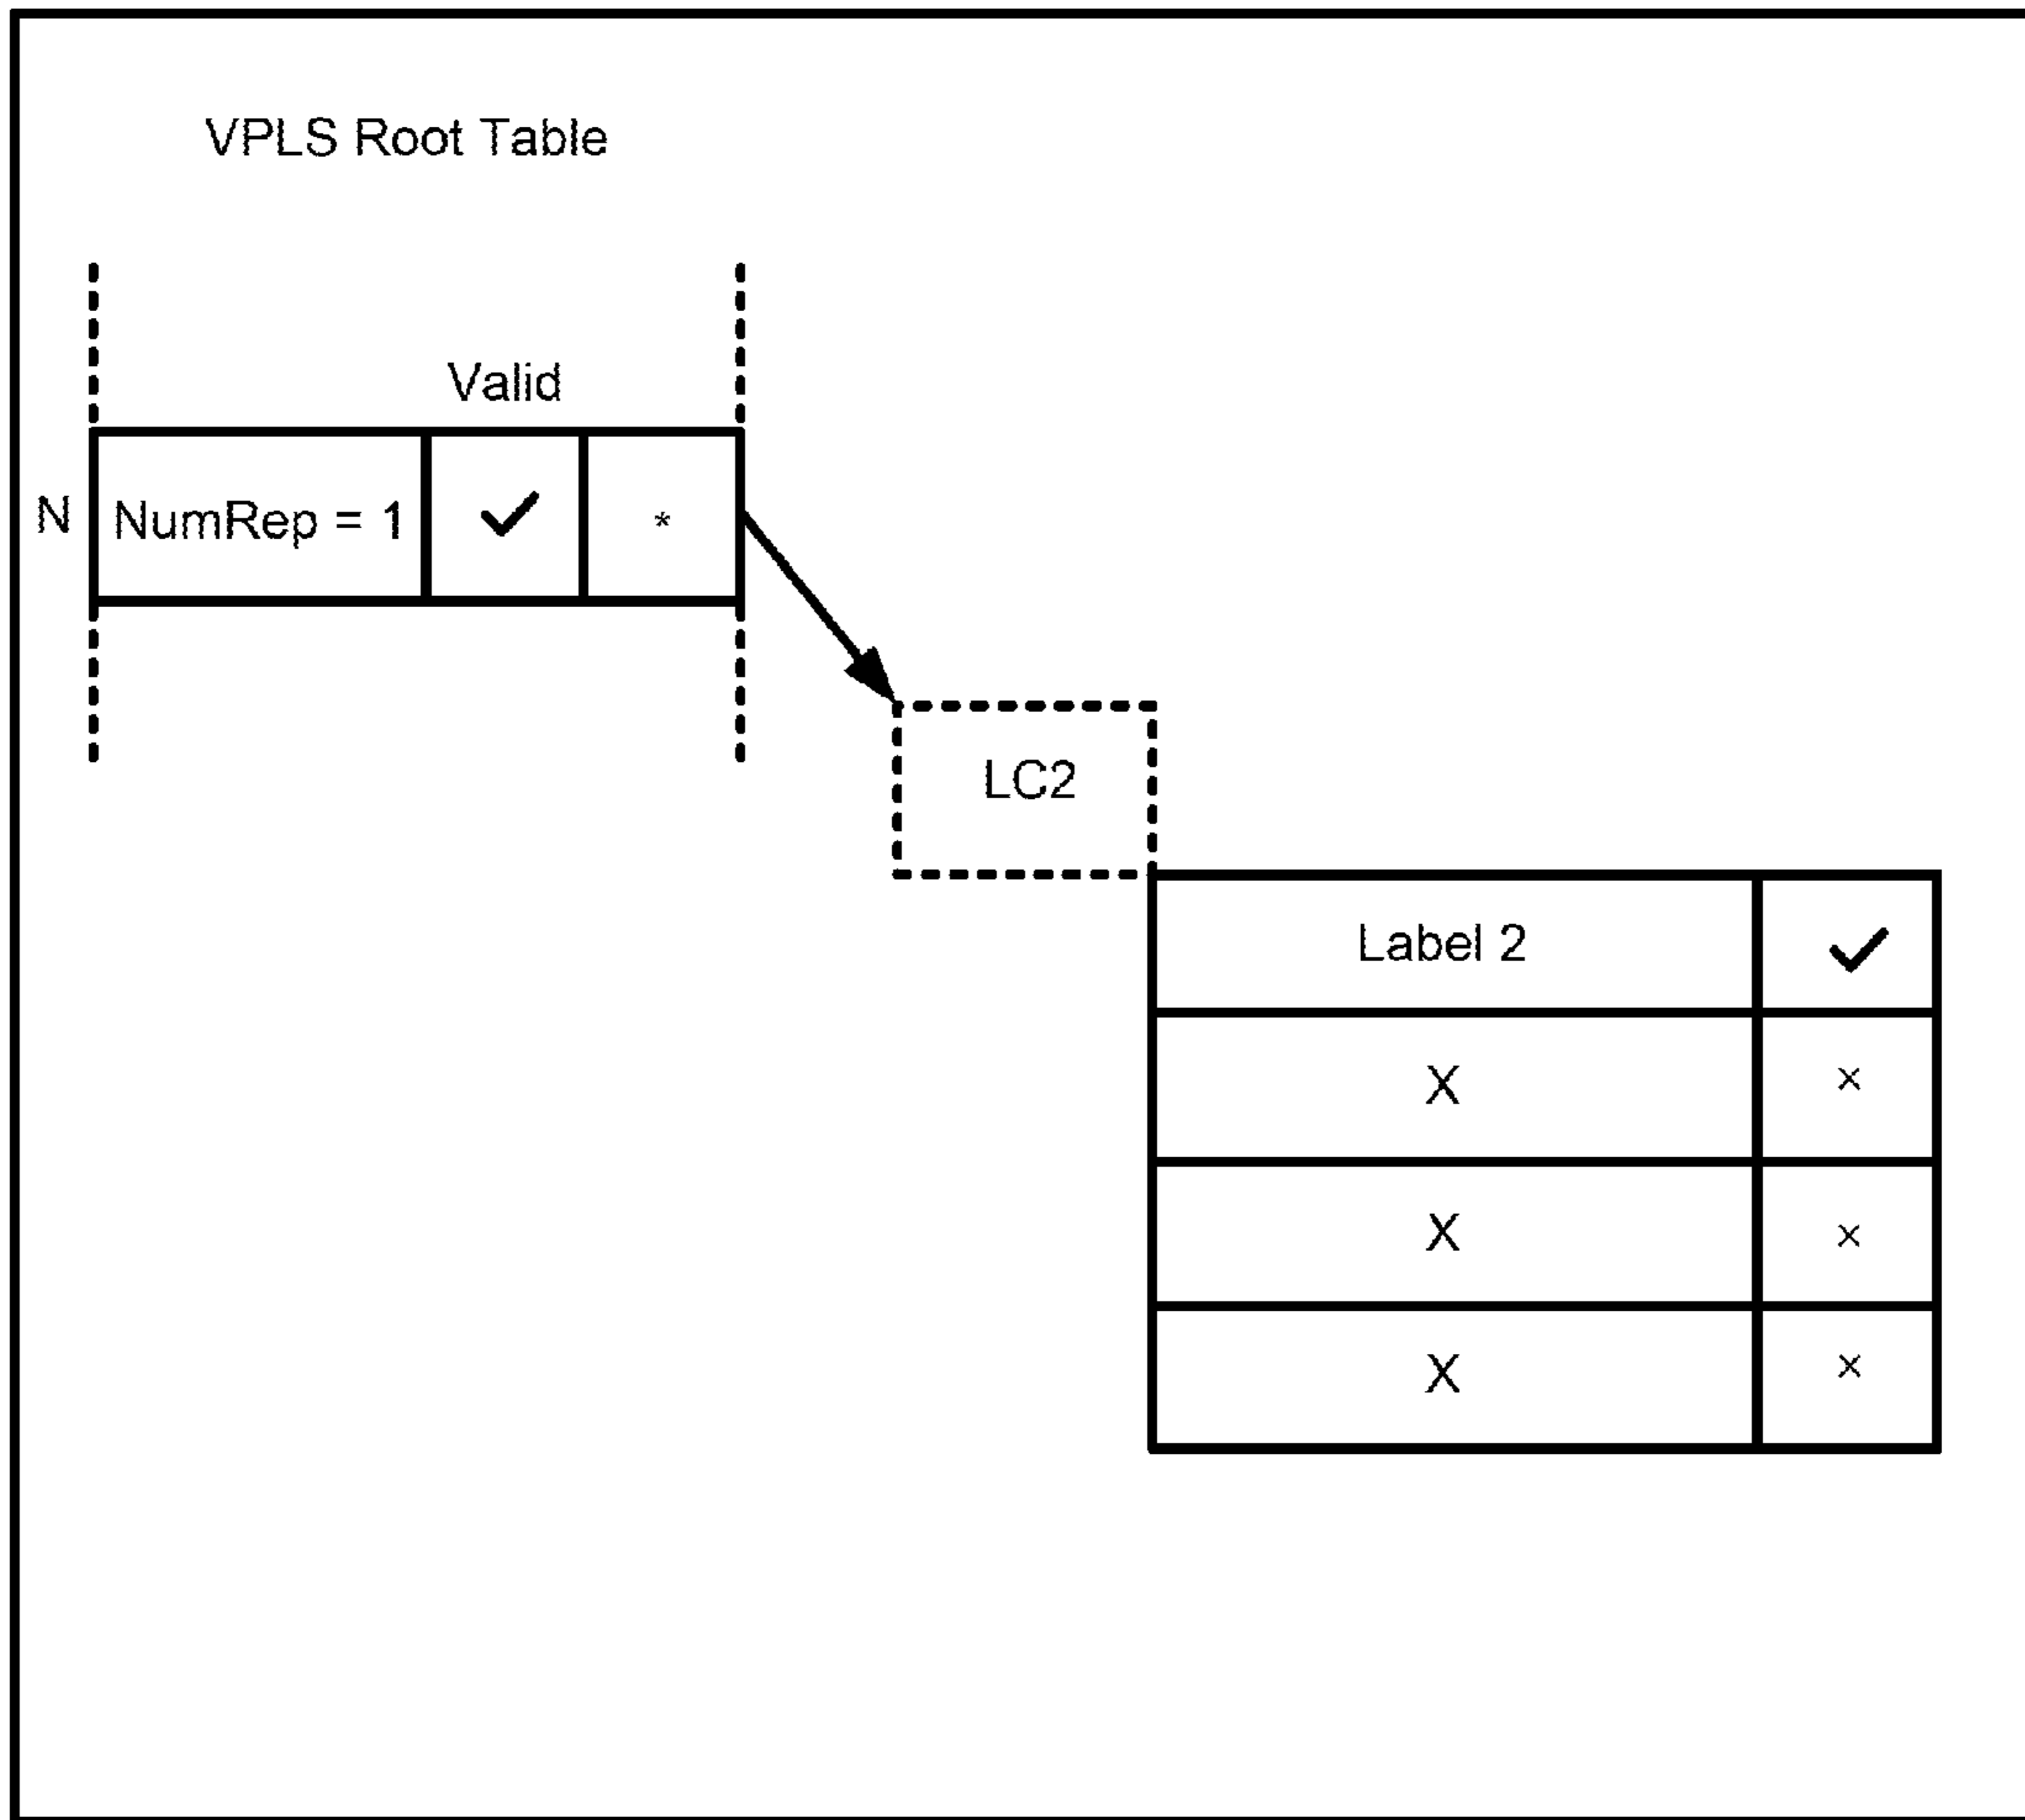 VPLS Root Table
Valid
N NumRep = 1 ✓ *
LC2
Label 2 ✓
X ×
X ×
X ×